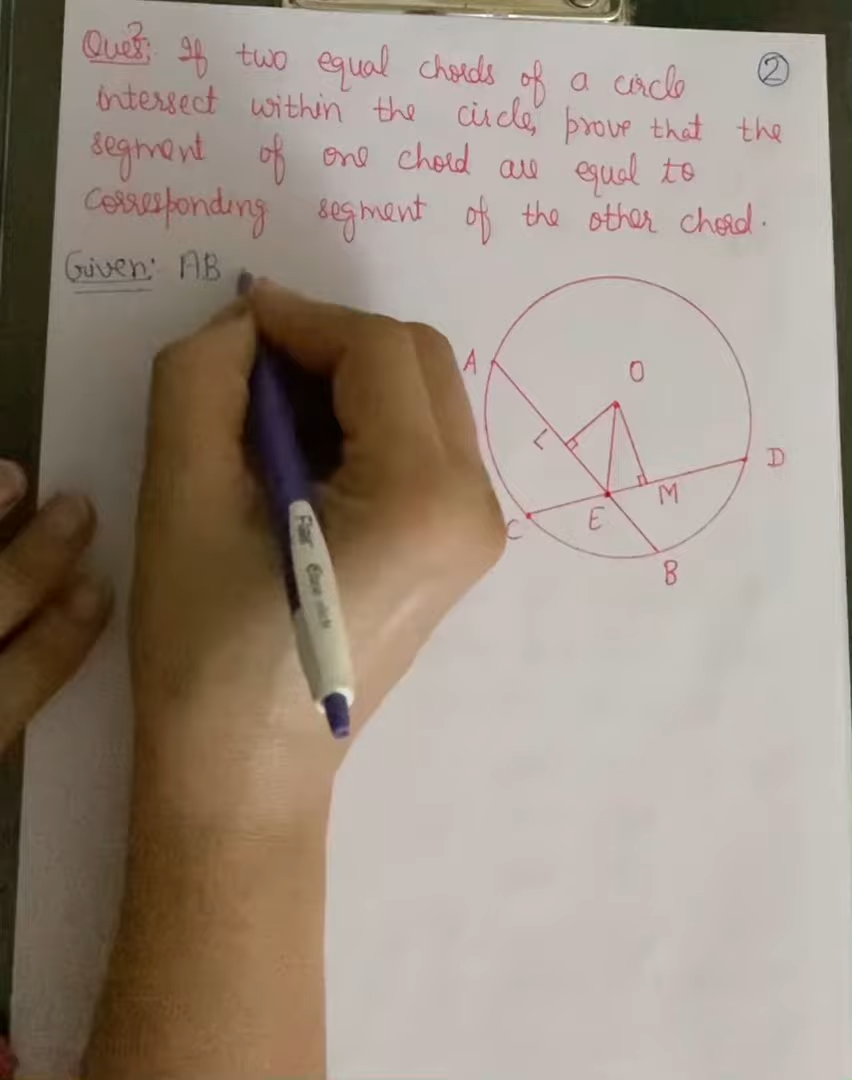 Ques: If two equal chords of a circle
②
intersect within the circle, prove that the
segment of one chord are equal to
corresponding segment of the other chord.
Given: AB
A
O
L
D
M
E
C
B
Flair